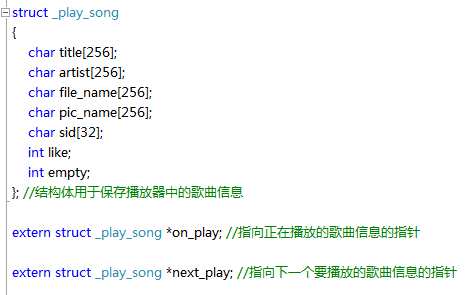 struct _play_song
{
char title[256];
char artist[256];
char file_name[256];
char pic_name[256];
char sid[32];
int like;
int empty;
}; //结构体用于保存播放器中的歌曲信息
extern struct _play_song *on_play; //指向正在播放的歌曲信息的指针
extern struct _play_song *next_play; //指向下一个要播放的歌曲信息的指针